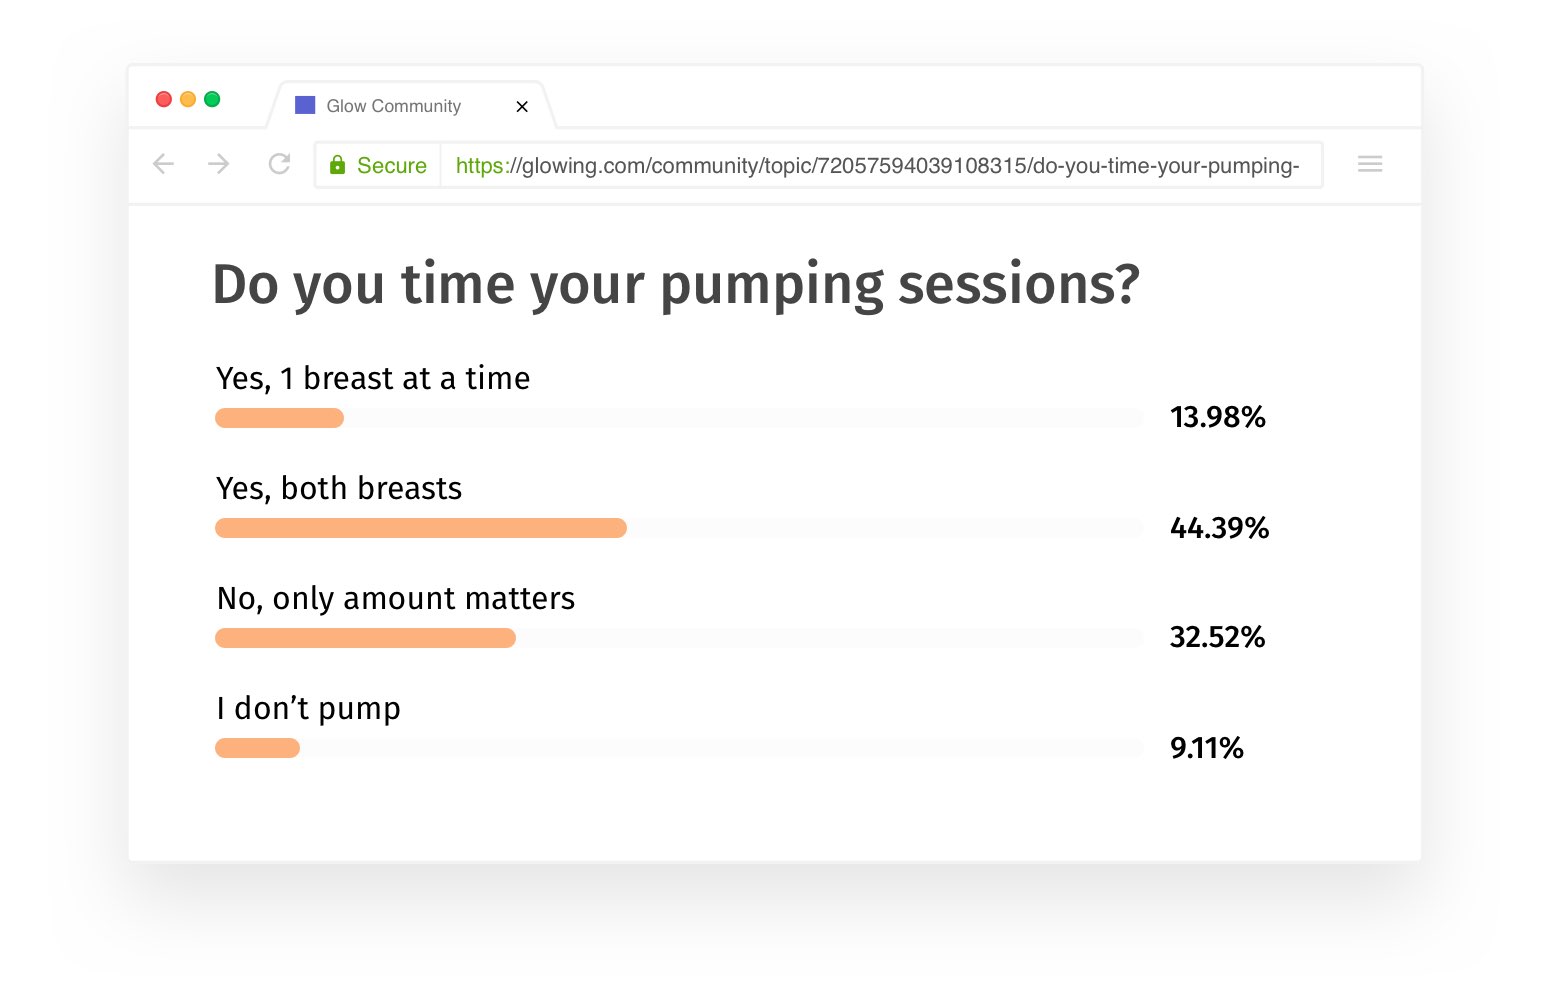 Glow Community
Secure https://glowing.com/community/topic/72057594039108315/do-you-time-your-pumping-
Do you time your pumping sessions?
Yes, 1 breast at a time
13.98%
Yes, both breasts
44.39%
No, only amount matters
32.52%
I don’t pump
9.11%